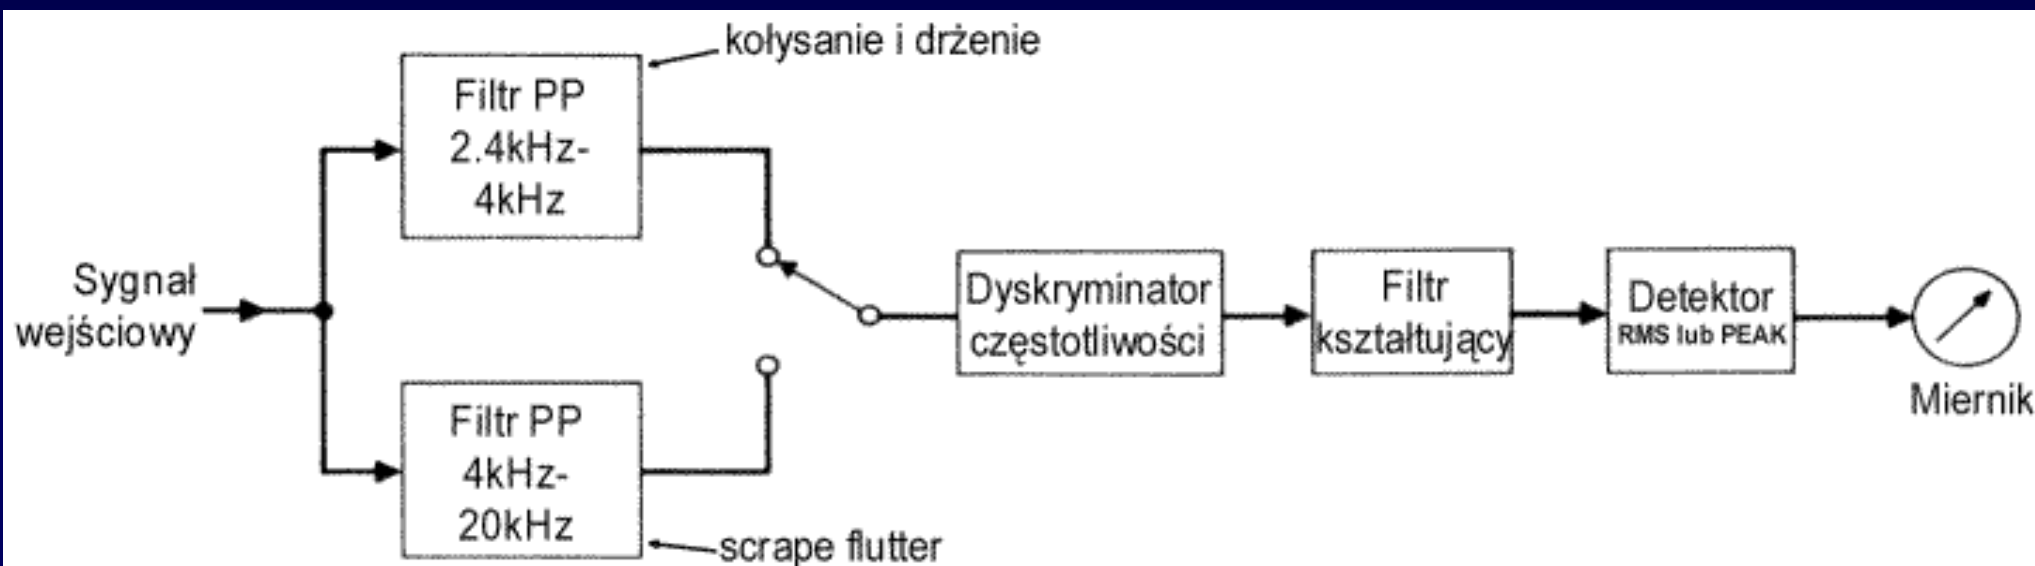 kołysanie i drżenie
Filtr PP
2.4kHz-
4kHz
Sygnał
wejściowy
Filtr PP
4kHz-
20kHz
scrape flutter
Dyskryminator
częstotliwości
Filtr
kształtujący
Detektor
RMS lub PEAK
Miernik